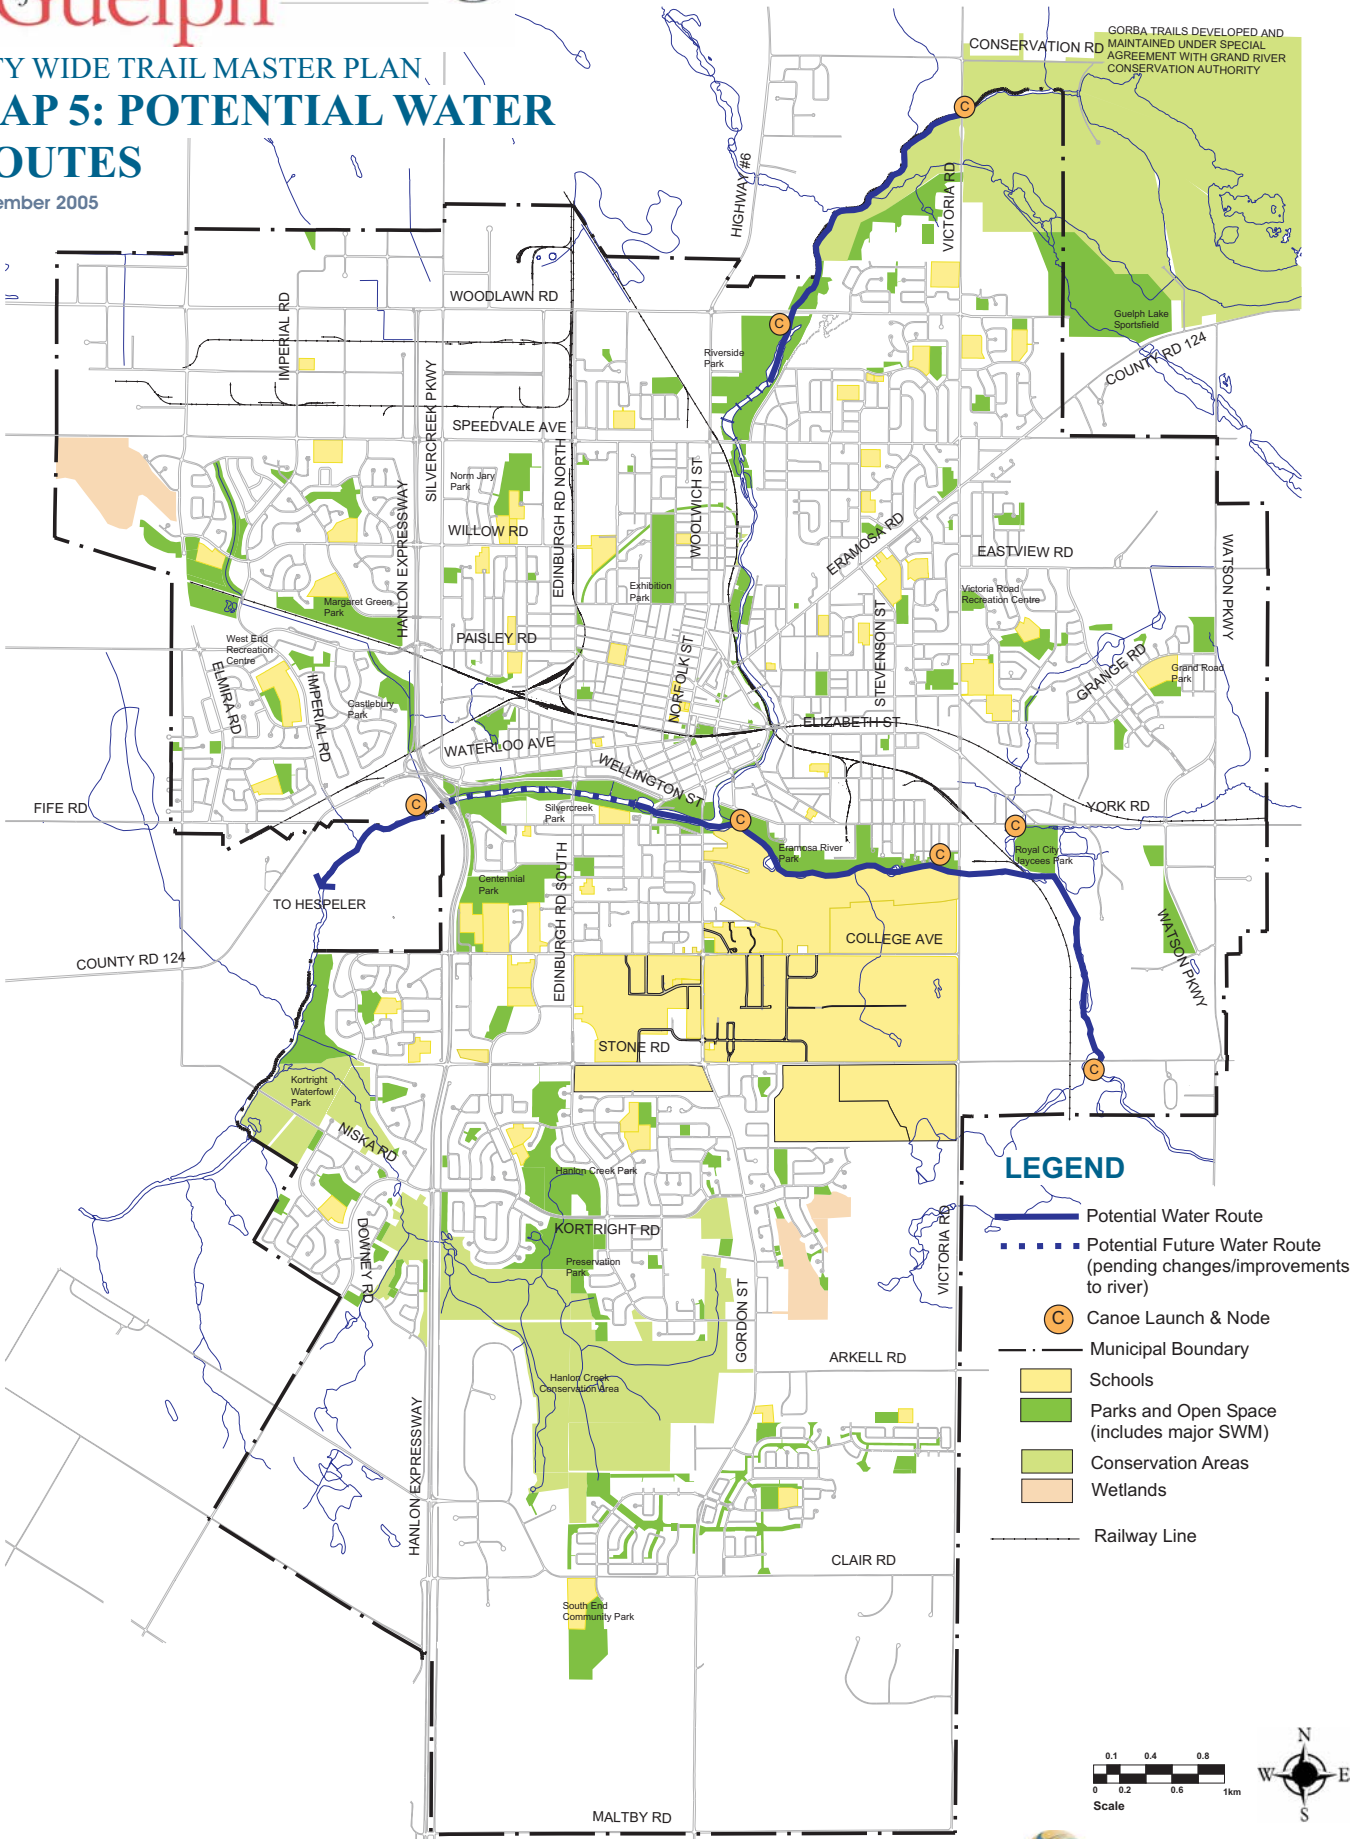 Guelph
TY WIDE TRAIL MASTER PLAN
AP 5: POTENTIAL WATER
OUTES
ember 2005
CONSERVATION RD
GORBA TRAILS DEVELOPED AND
MAINTAINED UNDER SPECIAL
AGREEMENT WITH GRAND RIVER
CONSERVATION AUTHORITY
C
HIGHWAY #6
VICTORIA RD
WOODLAWN RD
IMPERIAL RD
C
Guelph Lake
Sportsfield
COUNTY RD 124
Riverside
Park
SILVERCREEK PKWY
SPEEDVALE AVE
EDINBURGH RD NORTH
Norm Jary
Park
WOOLWICH ST
HANLON EXPRESSWAY
WILLOW RD
ERAMOSA RD
EASTVIEW RD
WATSON PKWY
Exhibition
Park
Margaret Green
Park
Victoria Road
Recreation Centre
PAISLEY RD
West End
Recreation
Centre
NORFOLK ST
STEVENSON ST
GRANGE RD
Grand Road
Park
ELMIRA RD
IMPERIAL RD
Castlebury
Park
ELIZABETH ST
WATERLOO AVE
WELLINGTON ST
FIFE RD
C
Silvercreek
Park
C
YORK RD
C
Eramosa River
Park
C
Royal City
Jaycees Park
Centennial
Park
EDINBURGH RD SOUTH
TO HESPELER
COLLEGE AVE
WATSON PKWY
COUNTY RD 124
STONE RD
C
Kortright
Waterfowl
Park
NISKA RD
Hanlon Creek Park
DOWNEY RD
KORTRIGHT RD
Preservation
Park
VICTORIA RD
GORDON ST
ARKELL RD
Hanlon Creek
Conservation Area
HANLON EXPRESSWAY
CLAIR RD
South End
Community Park
MALTBY RD
LEGEND
Potential Water Route
Potential Future Water Route
(pending changes/improvements
to river)
C Canoe Launch & Node
Municipal Boundary
Schools
Parks and Open Space
(includes major SWM)
Conservation Areas
Wetlands
Railway Line
0.1 0.4 0.8
0 0.2 0.6 1km
Scale
N
W E
S